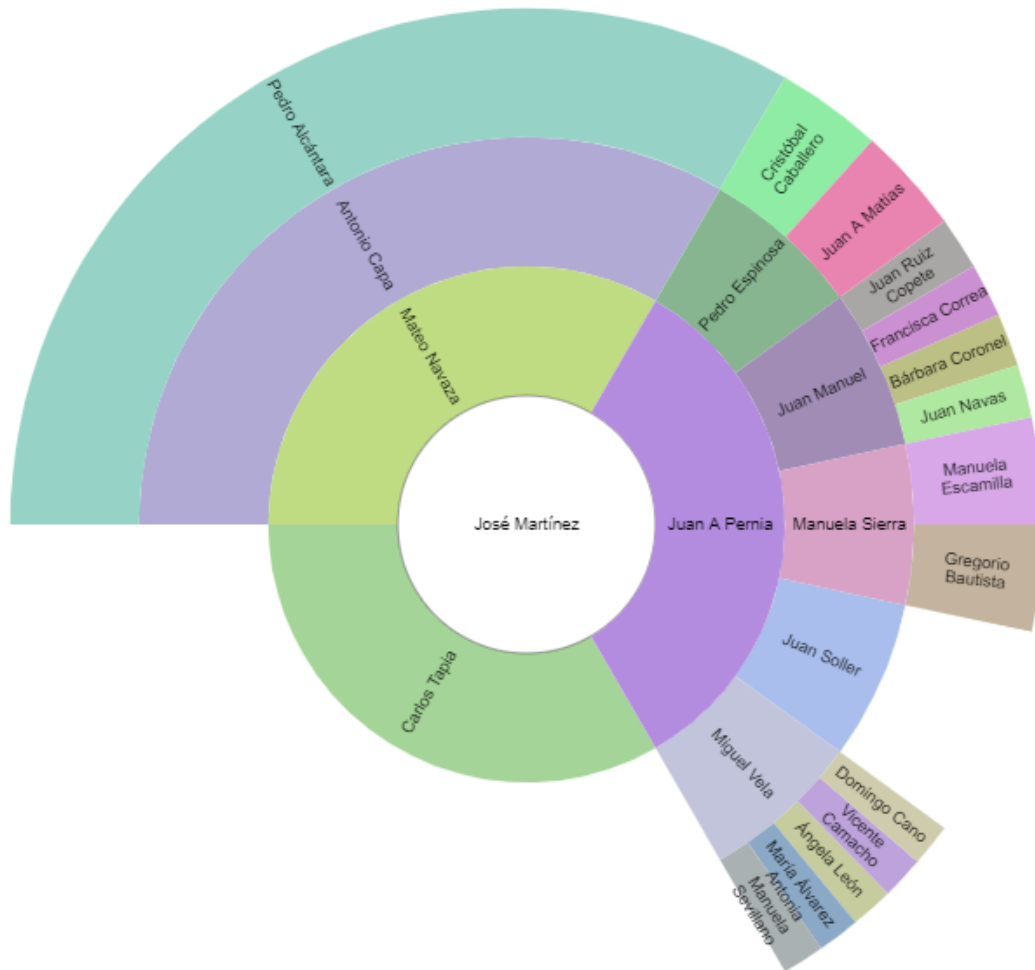 Pedro Alcántara
Antonio Capa
Mateo Navaza
José Martínez
Carlos Tapia
Juan A Pernia
Pedro Espinosa
Cristóbal
Caballero
Juan A Matías
Juan Manuel
Juan Ruiz
Copete
Francisca Correa
Bárbara Coronel
Juan Navas
Manuela Sierra
Manuela
Escamilla
Gregorio
Bautista
Juan Soller
Miguel Vela
Domingo Cano
Vicente
Camacho
Ángela León
María Álvarez
Antonia
Manuela
Sevillano